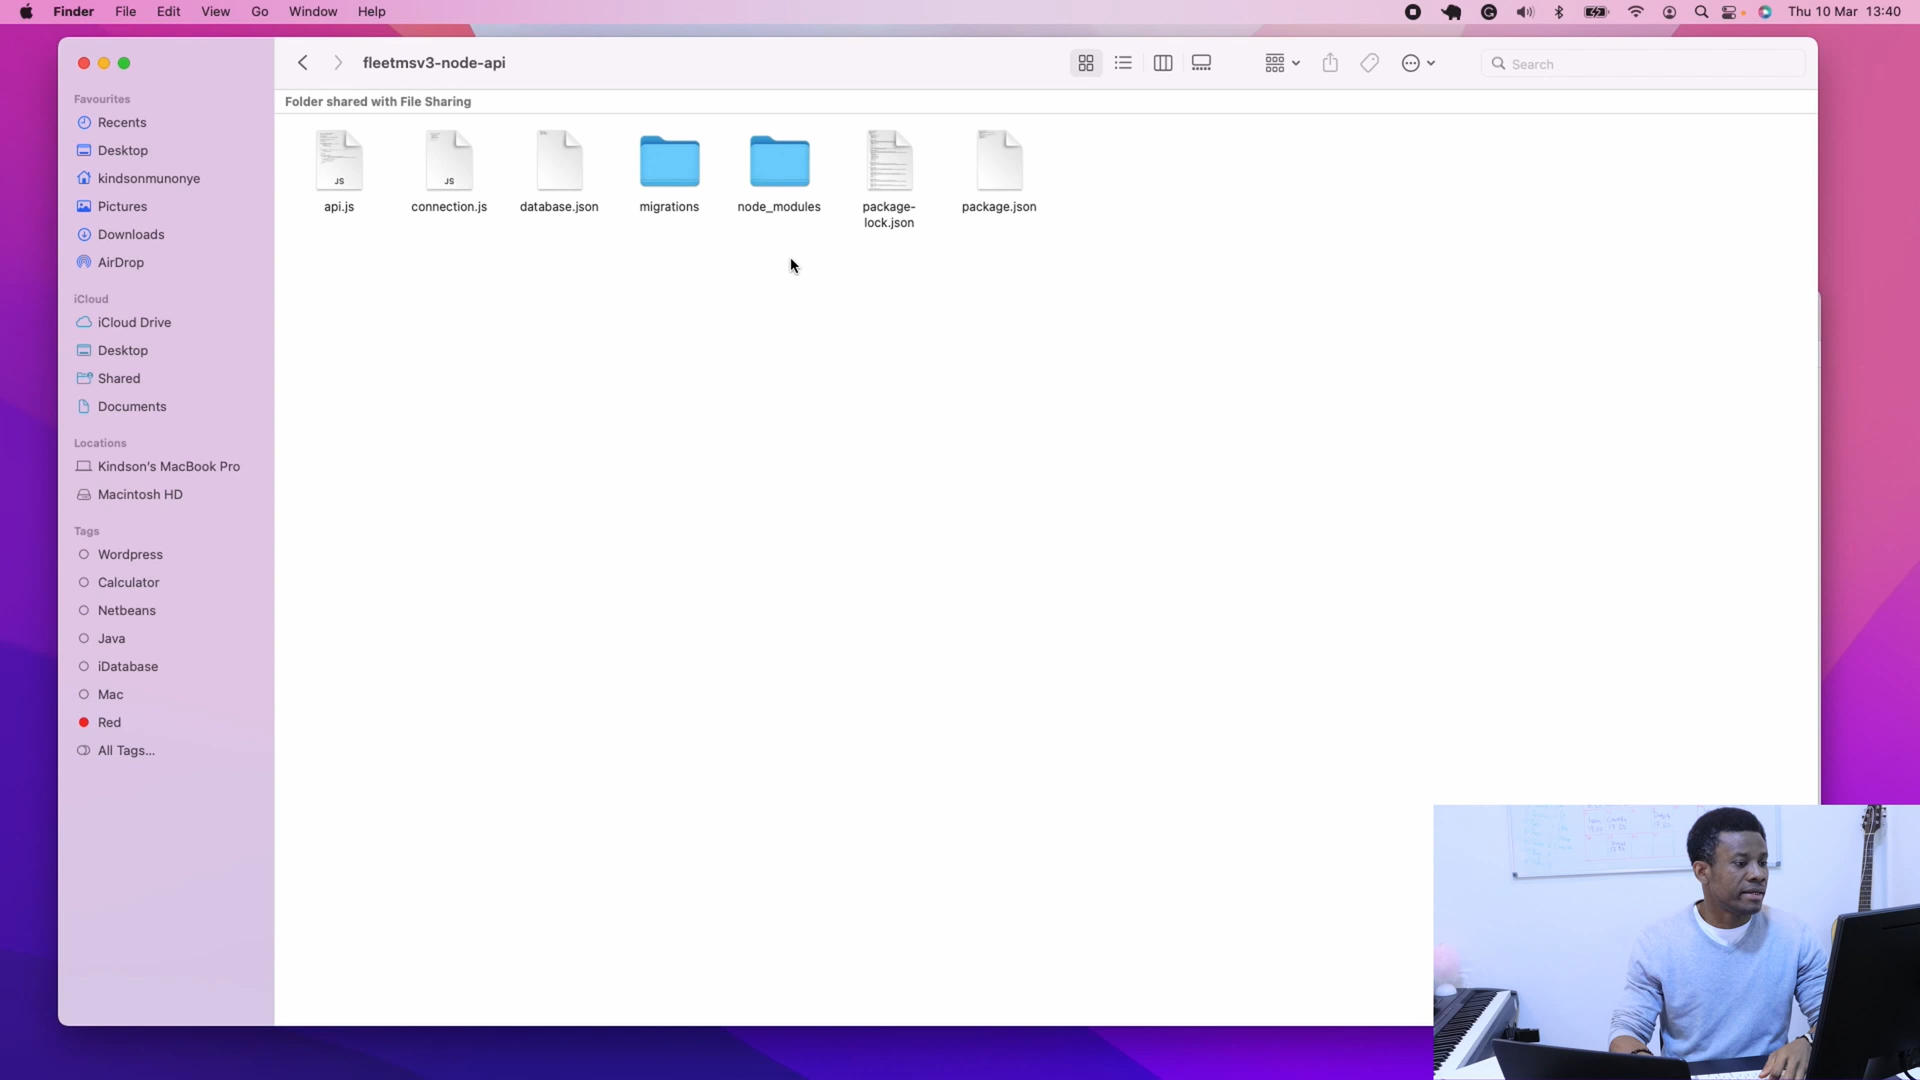 Finder File Edit View Go Window Help
Thu 10 Mar 13:40
fleetmsv3-node-api
Search
Folder shared with File Sharing
Favourites
Recents
Desktop
kindsonmunonye
Pictures
Downloads
AirDrop
iCloud
iCloud Drive
Desktop
Shared
Documents
Locations
Kindson's MacBook Pro
Macintosh HD
Tags
Wordpress
Calculator
Netbeans
Java
iDatabase
Mac
Red
All Tags...
JS
JS
api.js
connection.js
database.json
migrations
node_modules
package-
lock.json
package.json